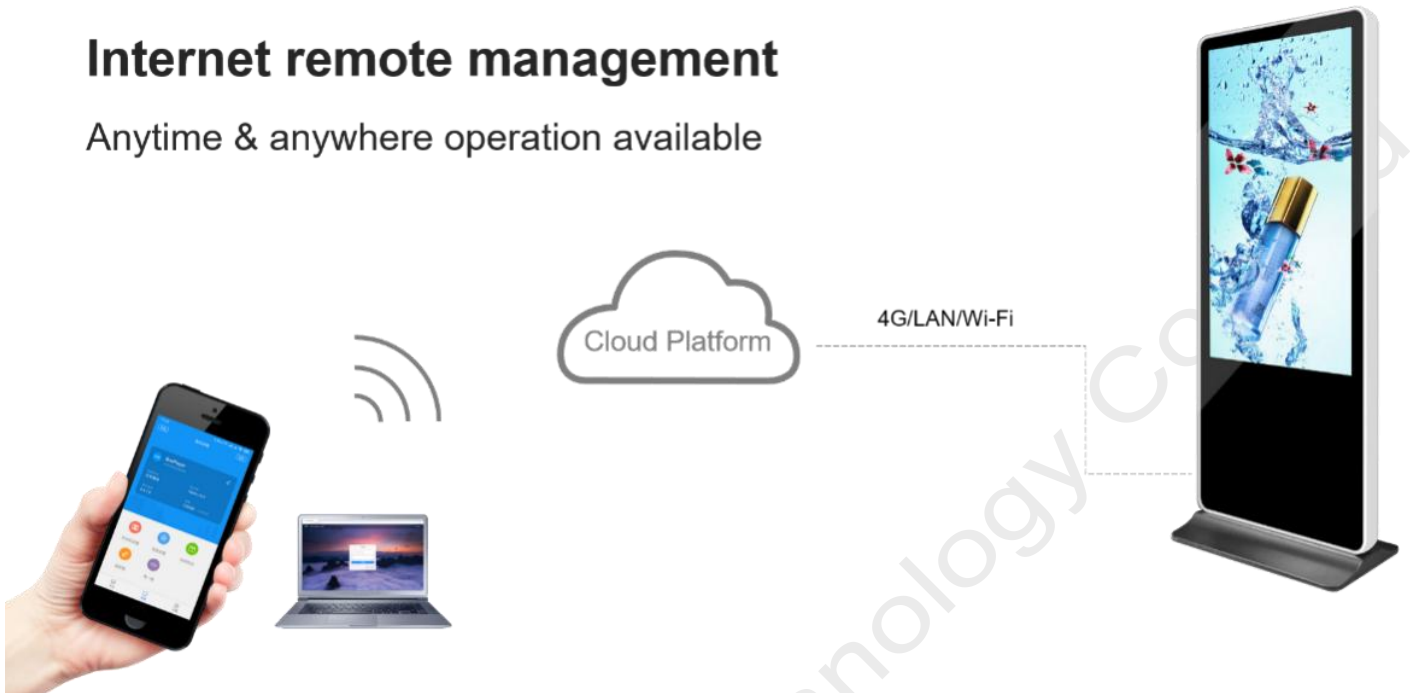 Internet remote management
Anytime & anywhere operation available
4G/LAN/Wi-Fi
Cloud Platform